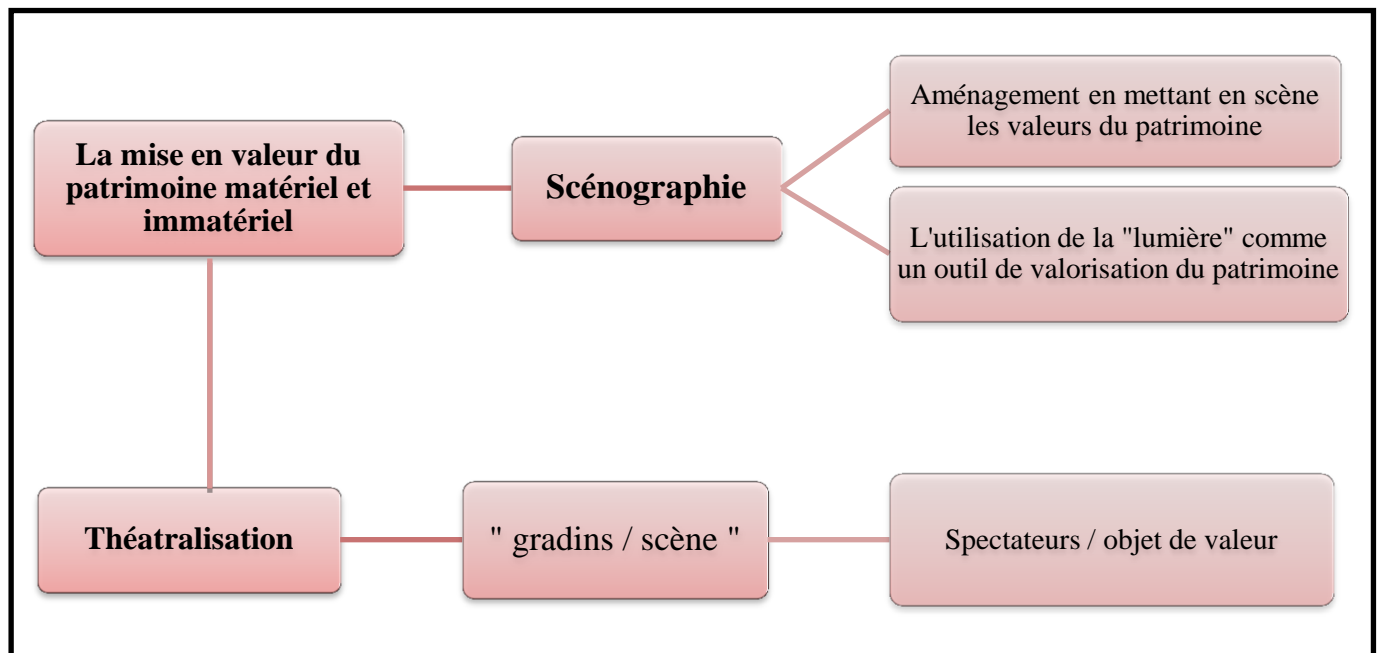 La mise en valeur du
patrimoine matériel et
immatériel
Scénographie
Aménagement en mettant en scène
les valeurs du patrimoine
L'utilisation de la "lumière" comme
un outil de valorisation du patrimoine
Théatralisation
" gradins / scène "
Spectateurs / objet de valeur